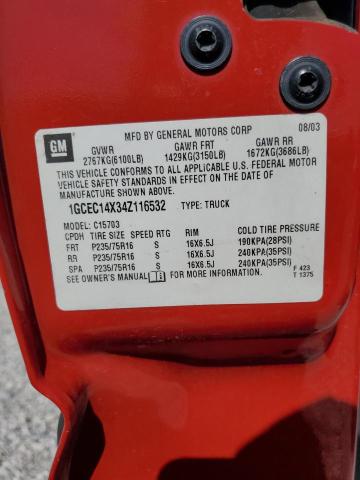 GM
MFD BY GENERAL MOTORS CORP 08/03
GVWR GAWR FRT GAWR RR
2767KG(6100LB) 1429KG(3150LB) 1672KG(3686LB)
THIS VEHICLE CONFORMS TO ALL APPLICABLE U.S. FEDERAL MOTOR
VEHICLE SAFETY STANDARDS IN EFFECT ON THE DATE OF
MANUFACTURE SHOWN ABOVE.
1GCEC14X34Z116532 TYPE: TRUCK
MODEL: C15703
CPDH TIRE SIZE SPEED RTG RIM COLD TIRE PRESSURE
FRT P235/75R16 S 16X6.5J 190KPA(28PSI)
RR P235/75R16 S 16X6.5J 240KPA(35PSI)
SPA P235/75R16 S 16X6.5J 240KPA(35PSI)
SEE OWNER'S MANUAL F 423
T 1375